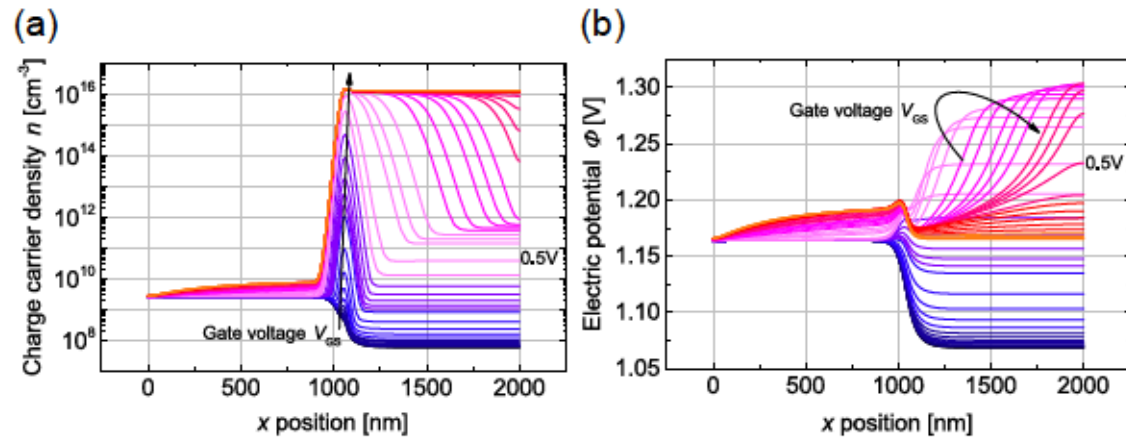 (a)
Charge carrier density n [cm⁻³]
10¹⁶
10¹⁴
10¹²
10¹⁰
10⁸
0.5V
Gate voltage V_GS
0
500
1000
1500
2000
x position [nm]
(b)
Electric potential Φ [V]
1.30
1.25
1.20
1.15
1.10
1.05
Gate voltage V_GS
0.5V
0
500
1000
1500
2000
x position [nm]